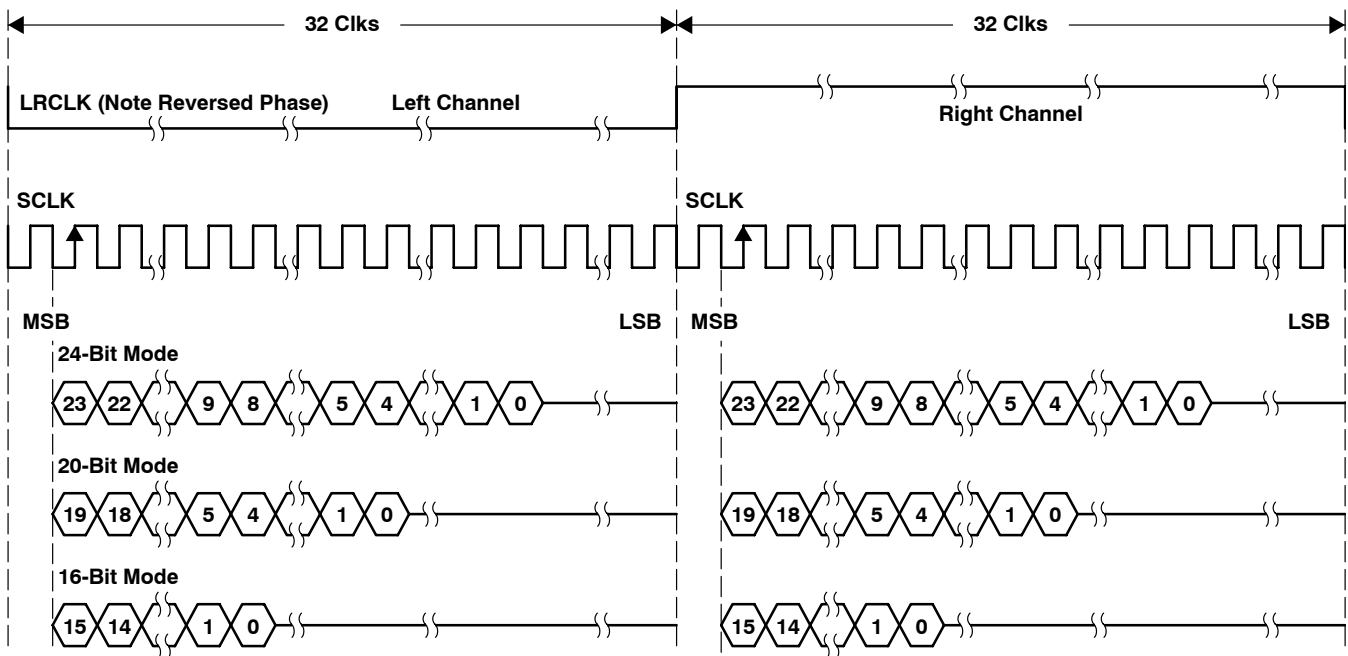 32 Clks 32 Clks
LRCLK (Note Reversed Phase) Left Channel
Right Channel
SCLK SCLK
MSB LSB MSB LSB
24-Bit Mode
23 22 9 8 5 4 1 0 23 22 9 8 5 4 1 0
20-Bit Mode
19 18 5 4 1 0 19 18 5 4 1 0
16-Bit Mode
15 14 1 0 15 14 1 0